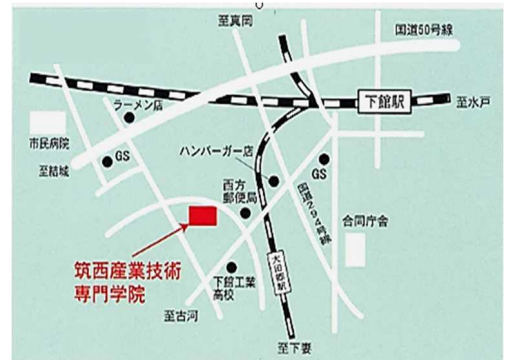 至真岡
国道50号線
下館駅
至水戸
ラーメン店
市民病院
GS
至結城
ハンバーガー店
GS
西方
郵便局
国道294号線
合同庁舎
筑西産業技術
専門学院
大田郷駅
下館工業
高校
至古河
至下妻